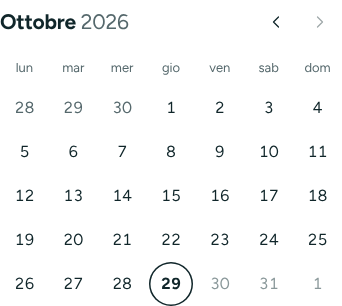 Ottobre 2026
lun mar mer gio ven sab dom
28 29 30 1 2 3 4
5 6 7 8 9 10 11
12 13 14 15 16 17 18
19 20 21 22 23 24 25
26 27 28 29 30 31 1